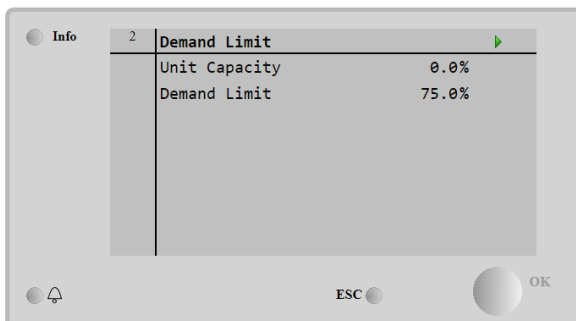 Info
2 Demand Limit
Unit Capacity 0.0%
Demand Limit 75.0%
ESC
OK